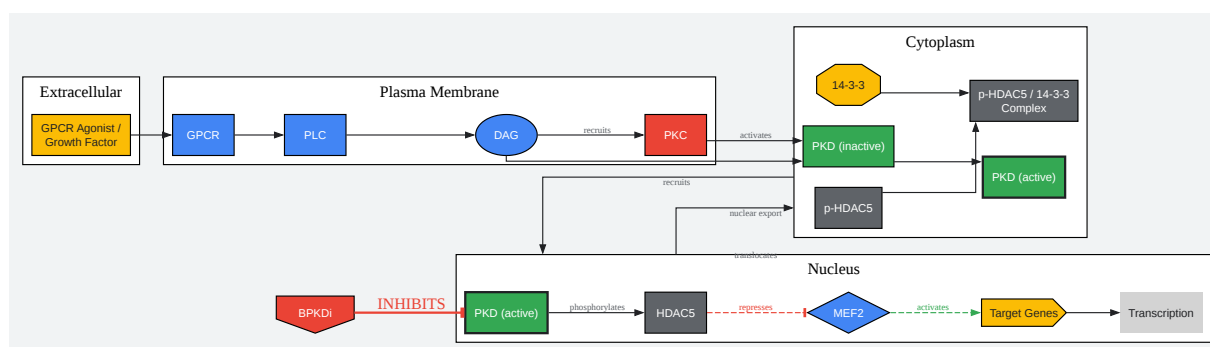 Extracellular
GPCR Agonist /
Growth Factor
Plasma Membrane
GPCR
PLC
DAG
recruits
PKC
activates
Cytoplasm
14-3-3
p-HDAC5 / 14-3-3
Complex
PKD (inactive)
PKD (active)
p-HDAC5
recruits
nuclear export
translocates
Nucleus
BPKDi
INHIBITS
PKD (active)
phosphorylates
HDAC5
represses
MEF2
activates
Target Genes
Transcription